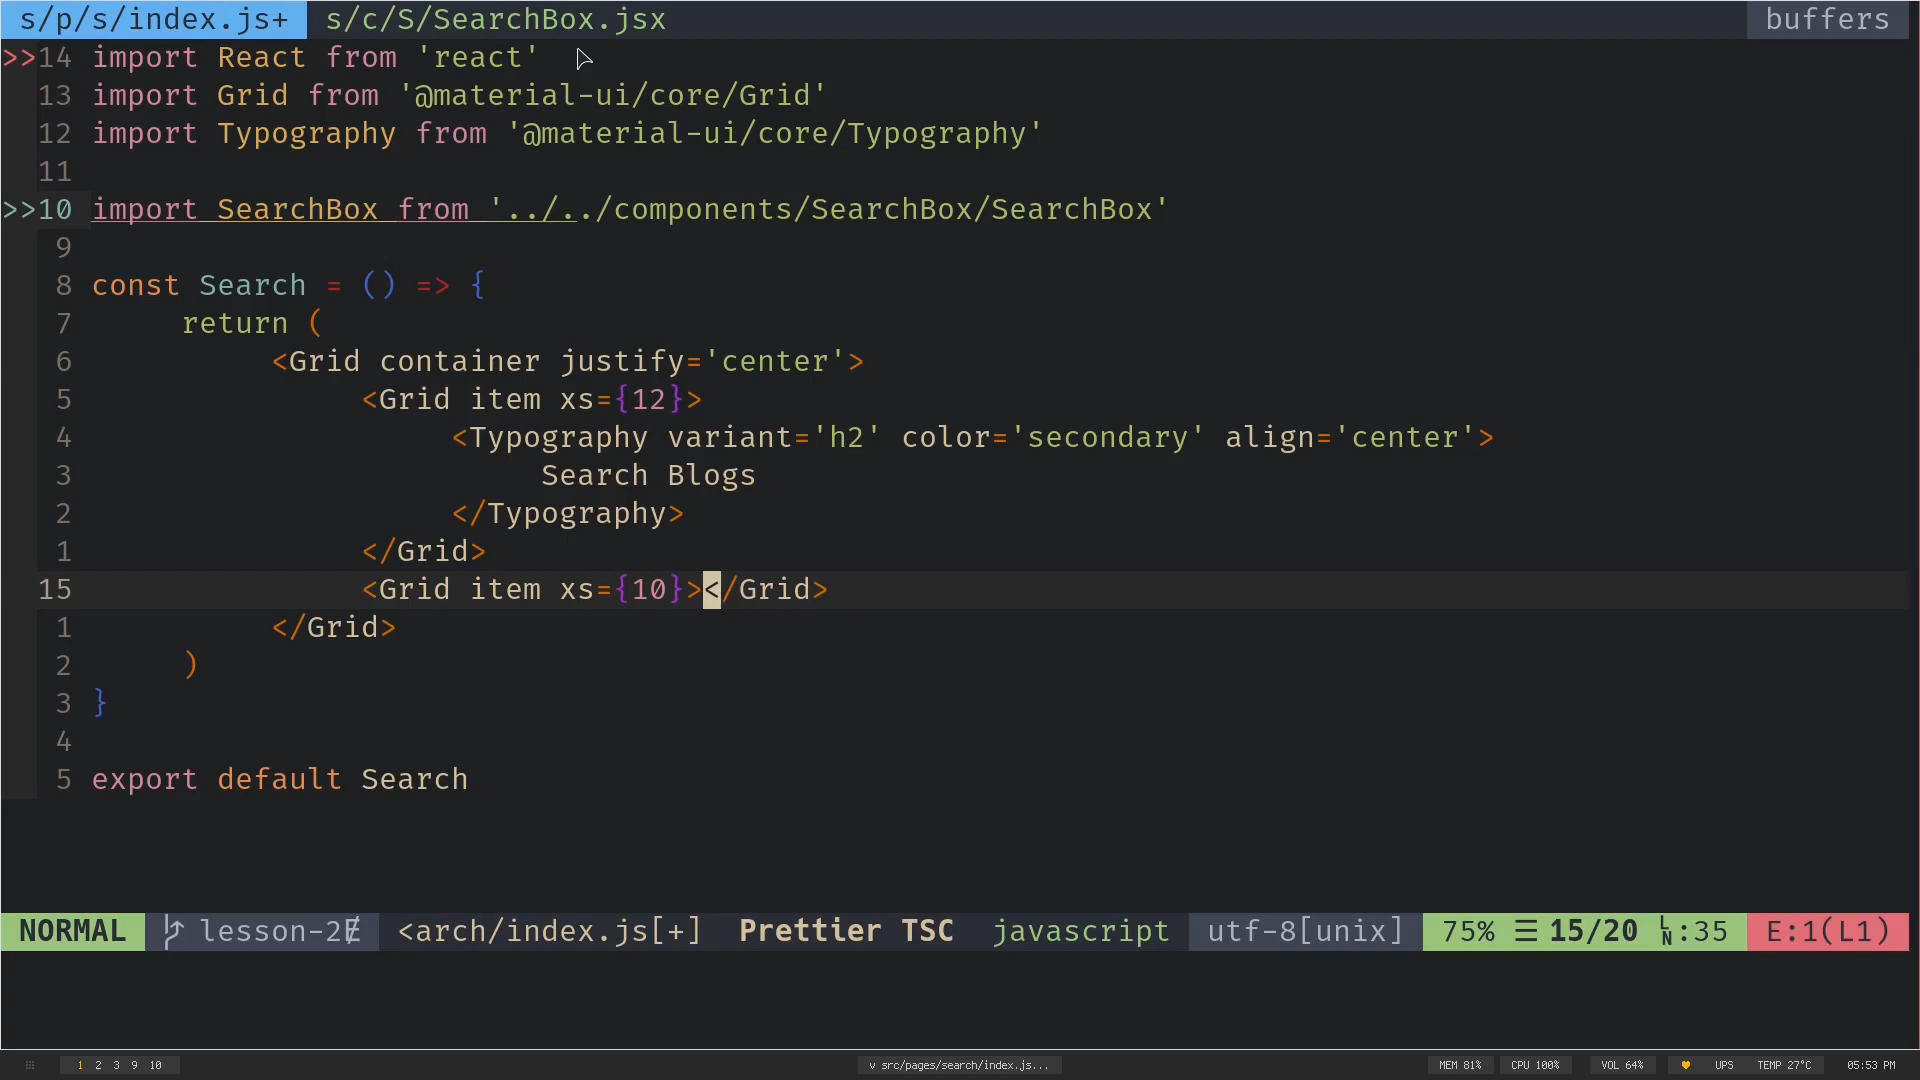 s/p/s/index.js+ s/c/S/SearchBox.jsx buffers
>>14 import React from 'react'
13 import Grid from '@material-ui/core/Grid'
12 import Typography from '@material-ui/core/Typography'
11
>>10 import SearchBox from '../../components/SearchBox/SearchBox'
9
8 const Search = () => {
7 return (
6 <Grid container justify='center'>
5 <Grid item xs={12}>
4 <Typography variant='h2' color='secondary' align='center'>
3 Search Blogs
2 </Typography>
1 </Grid>
15 <Grid item xs={10}></Grid>
1 </Grid>
2 )
3 }
4
5 export default Search
NORMAL lesson-2Ɇ <arch/index.js[+] Prettier TSC javascript utf-8[unix] 75% ☰ 15/20 LN:35 E:1(L1)
1 2 3 9 10 v src/pages/search/index.js... MEM 81% CPU 100% VOL 64% ♥ UPS TEMP 27°C 05:53 PM